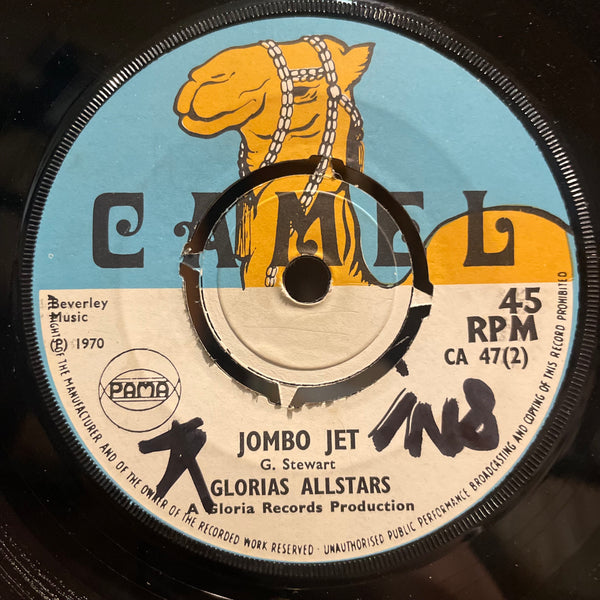 CAMEL
Beverley
Music
(P) 1970
45
RPM
CA 47(2)
PAMA
JOMBO JET
INS
G. Stewart
GLORIAS ALLSTARS
A Gloria Records Production
ALL RIGHTS OF THE MANUFACTURER AND OF THE OWNER OF THE RECORDED WORK RESERVED - UNAUTHORISED PUBLIC PERFORMANCE BROADCASTING AND COPYING OF THIS RECORD PROHIBITED